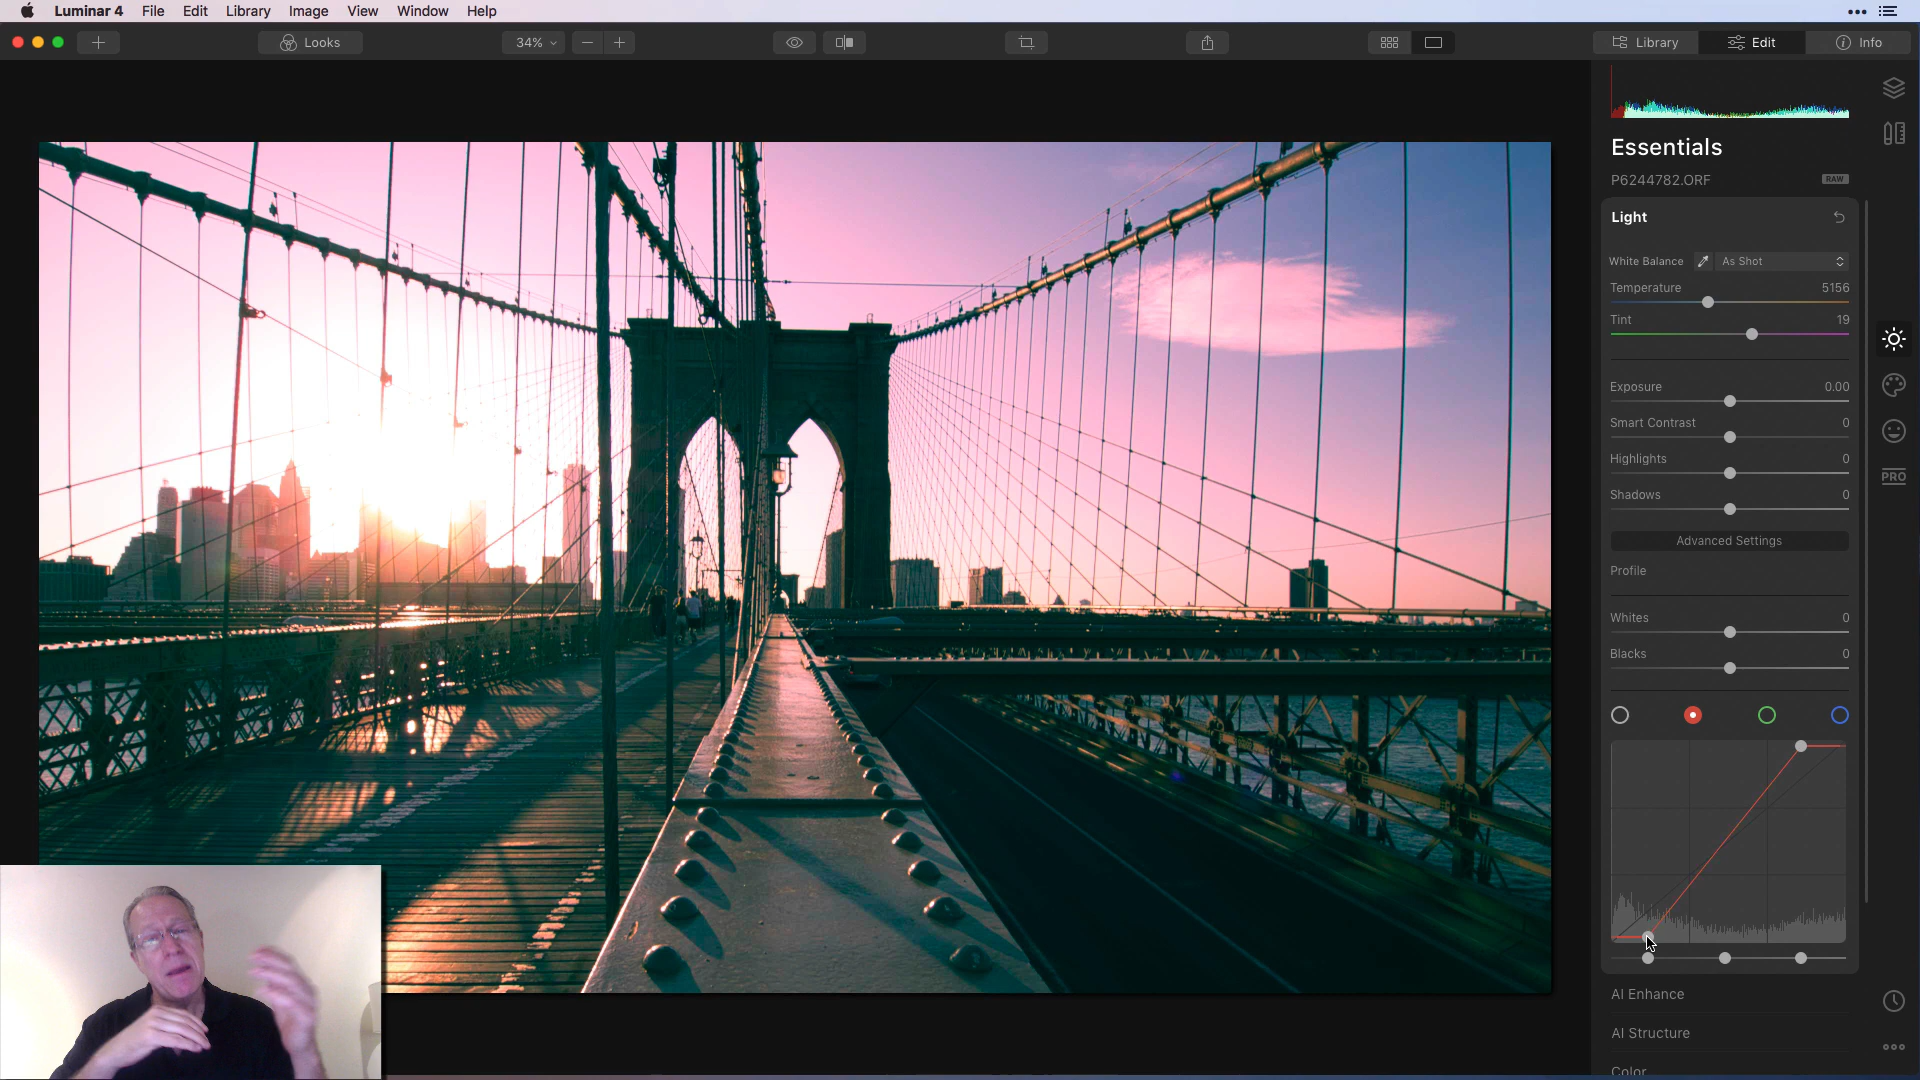 Luminar 4 File Edit Library Image View Window Help
Looks 34% Library Edit Info
Essentials
P6244782.ORF RAW
Light
White Balance As Shot
Temperature 5156
Tint 19
Exposure 0.00
Smart Contrast 0
Highlights 0
Shadows 0
PRO
Advanced Settings
Profile
Whites 0
Blacks 0
AI Enhance
AI Structure
Color